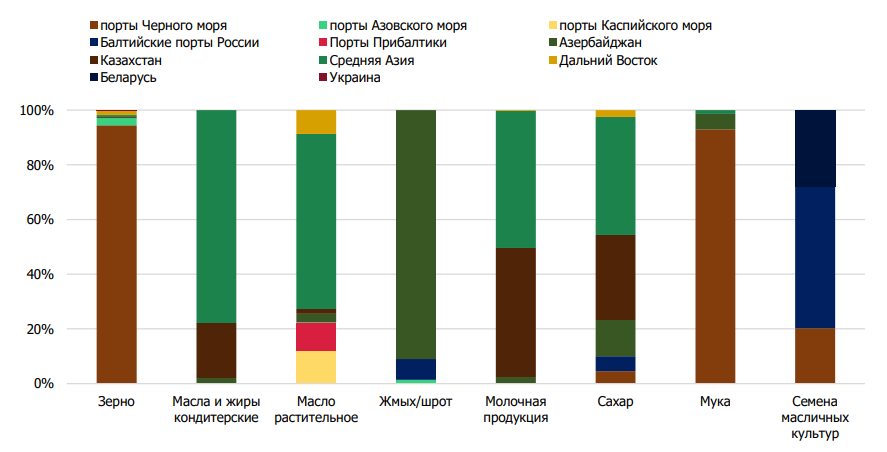 порты Черного моря порты Азовского моря порты Каспийского моря
Балтийские порты России Порты Прибалтики Азербайджан
Казахстан Средняя Азия Дальний Восток
Беларусь Украина
100%
80%
60%
40%
20%
0%
Зерно Масла и жиры Масло Жмых/шрот Молочная Сахар Мука Семена
кондитерские растительное продукция масличных
культур